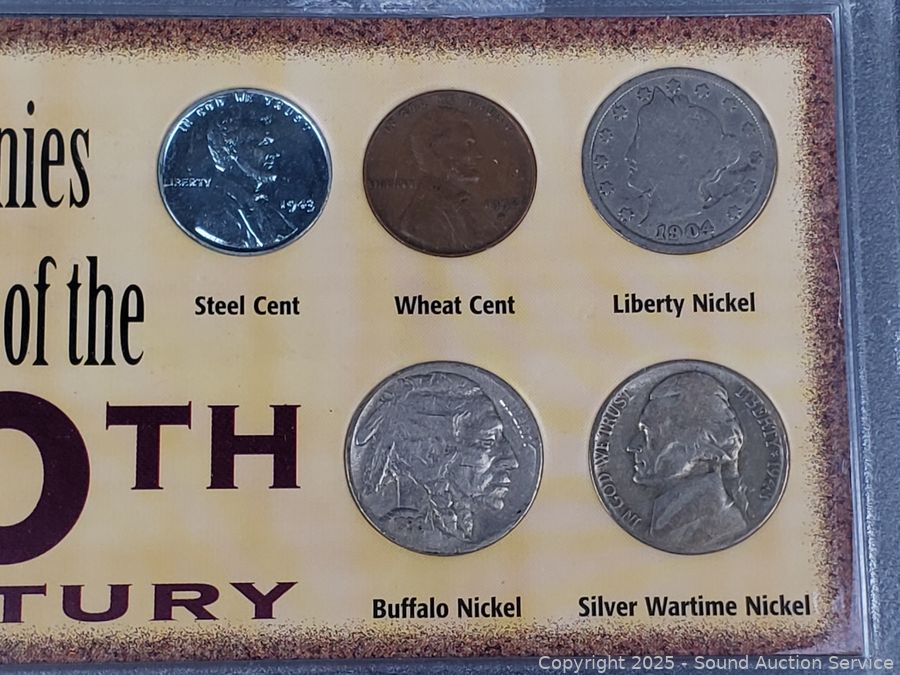 nies
of the
0TH
TURY
IN GOD WE TRUST
LIBERTY
1943
Steel Cent
Wheat Cent
1904
Liberty Nickel
Buffalo Nickel
IN GOD WE TRUST
LIBERTY
Silver Wartime Nickel
Copyright 2025 - Sound Auction Service